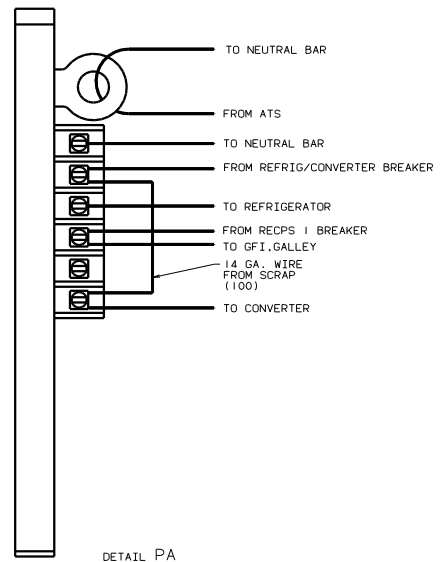 TO NEUTRAL BAR
FROM ATS
TO NEUTRAL BAR
FROM REFRIG/CONVERTER BREAKER
TO REFRIGERATOR
FROM RECPS 1 BREAKER
TO GFI,GALLEY
14 GA. WIRE
FROM SCRAP
(100)
TO CONVERTER
DETAIL PA